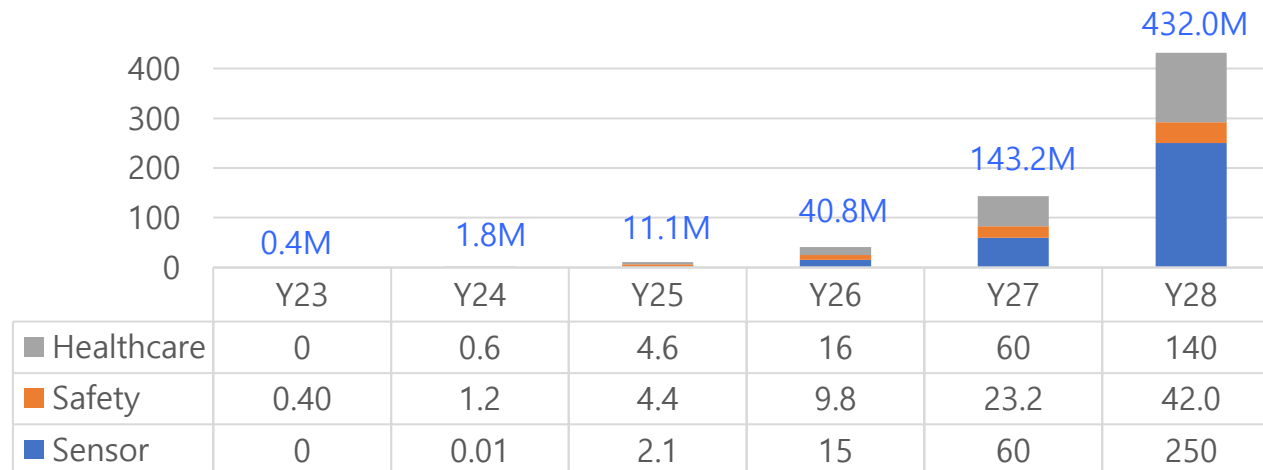 432.0M
400
300
200
143.2M
100
40.8M
11.1M
1.8M
0.4M
0
Y23 Y24 Y25 Y26 Y27 Y28
Healthcare 0 0.6 4.6 16 60 140
Safety 0.40 1.2 4.4 9.8 23.2 42.0
Sensor 0 0.01 2.1 15 60 250